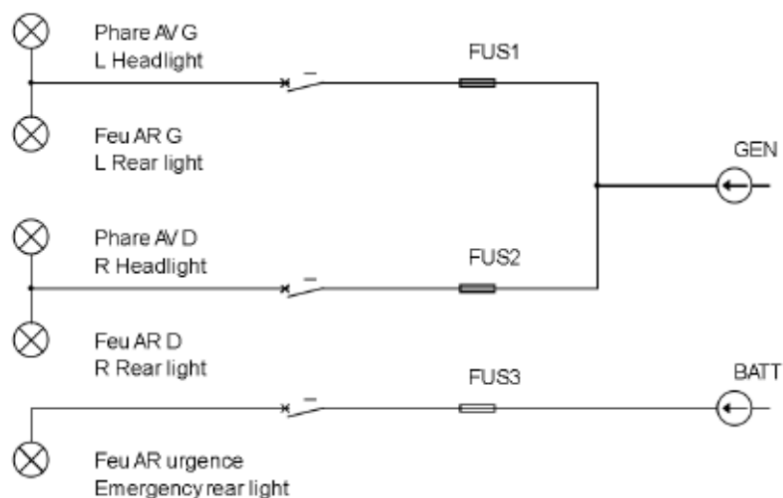 Phare AV G
L Headlight
FUS1
Feu AR G
L Rear light
GEN
Phare AV D
R Headlight
FUS2
Feu AR D
R Rear light
FUS3
BATT
Feu AR urgence
Emergency rear light